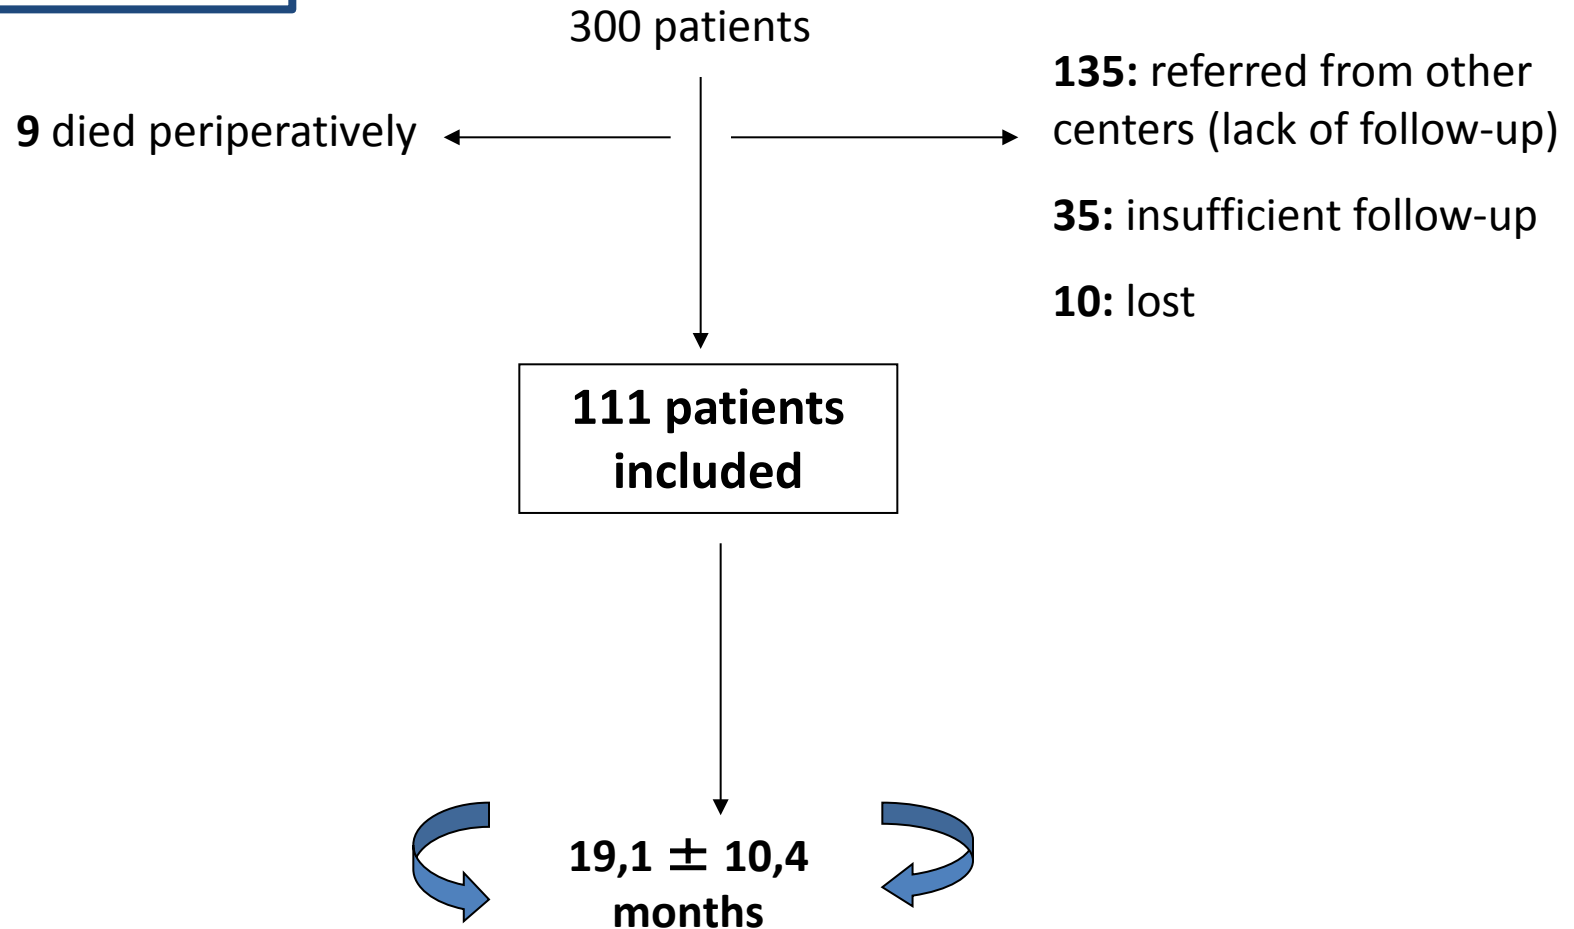 300 patients
9 died periperatively
135: referred from other
centers (lack of follow-up)
35: insufficient follow-up
10: lost
111 patients
included
19,1 ± 10,4
months